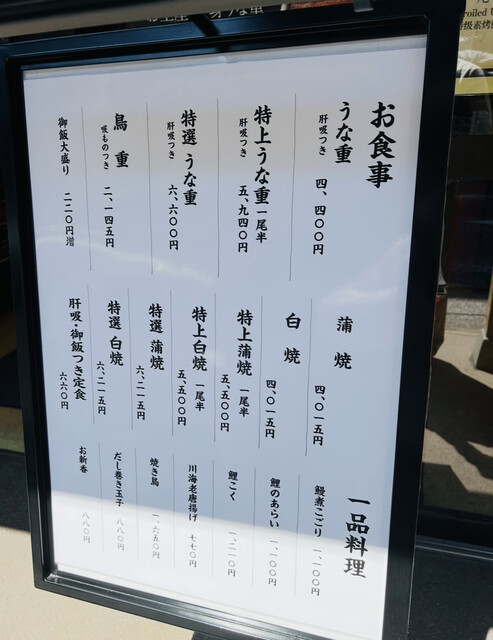 お食事
うな重
肝吸つき
四、四〇〇円
特上うな重 一尾半
肝吸つき
五、九四〇円
特選 うな重
肝吸つき
六、六〇〇円
鳥重
吸ものつき
二、一四五円
御飯大盛り
二二〇円増
蒲焼
四、〇一五円
白焼
四、〇一五円
特上蒲焼 一尾半
五、五〇〇円
特上白焼 一尾半
五、五〇〇円
特選 蒲焼
六、二一五円
特選 白焼
六、二一五円
肝吸・御飯つき定食
六六〇円
一品料理
鰻煮こごり 一、一〇〇円
鯉のあらい 一、一〇〇円
鯉こく 一、二一〇円
川海老唐揚げ 七七〇円
焼き鳥 一、六五〇円
だし巻き玉子 八八〇円
お新香 八八〇円